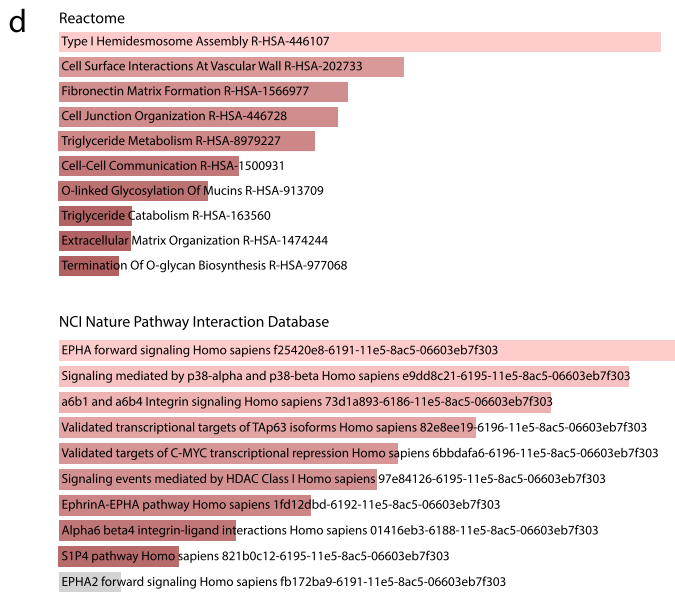 d
Reactome
Type I Hemidesmosome Assembly R-HSA-446107
Cell Surface Interactions At Vascular Wall R-HSA-202733
Fibronectin Matrix Formation R-HSA-1566977
Cell Junction Organization R-HSA-446728
Triglyceride Metabolism R-HSA-8979227
Cell-Cell Communication R-HSA-1500931
O-linked Glycosylation Of Mucins R-HSA-913709
Triglyceride Catabolism R-HSA-163560
Extracellular Matrix Organization R-HSA-1474244
Termination Of O-glycan Biosynthesis R-HSA-977068
NCI Nature Pathway Interaction Database
EPHA forward signaling Homo sapiens f25420e8-6191-11e5-8ac5-06603eb7f303
Signaling mediated by p38-alpha and p38-beta Homo sapiens e9dd8c21-6195-11e5-8ac5-06603eb7f303
a6b1 and a6b4 Integrin signaling Homo sapiens 73d1a893-6186-11e5-8ac5-06603eb7f303
Validated transcriptional targets of TAp63 isoforms Homo sapiens 82e8ee19-6196-11e5-8ac5-06603eb7f303
Validated targets of C-MYC transcriptional repression Homo sapiens 6bbdafa6-6196-11e5-8ac5-06603eb7f303
Signaling events mediated by HDAC Class I Homo sapiens 97e84126-6195-11e5-8ac5-06603eb7f303
EphrinA-EPHA pathway Homo sapiens 1fd12dbd-6192-11e5-8ac5-06603eb7f303
Alpha6 beta4 integrin-ligand interactions Homo sapiens 01416eb3-6188-11e5-8ac5-06603eb7f303
S1P4 pathway Homo sapiens 821b0c12-6195-11e5-8ac5-06603eb7f303
EPHA2 forward signaling Homo sapiens fb172ba9-6191-11e5-8ac5-06603eb7f303